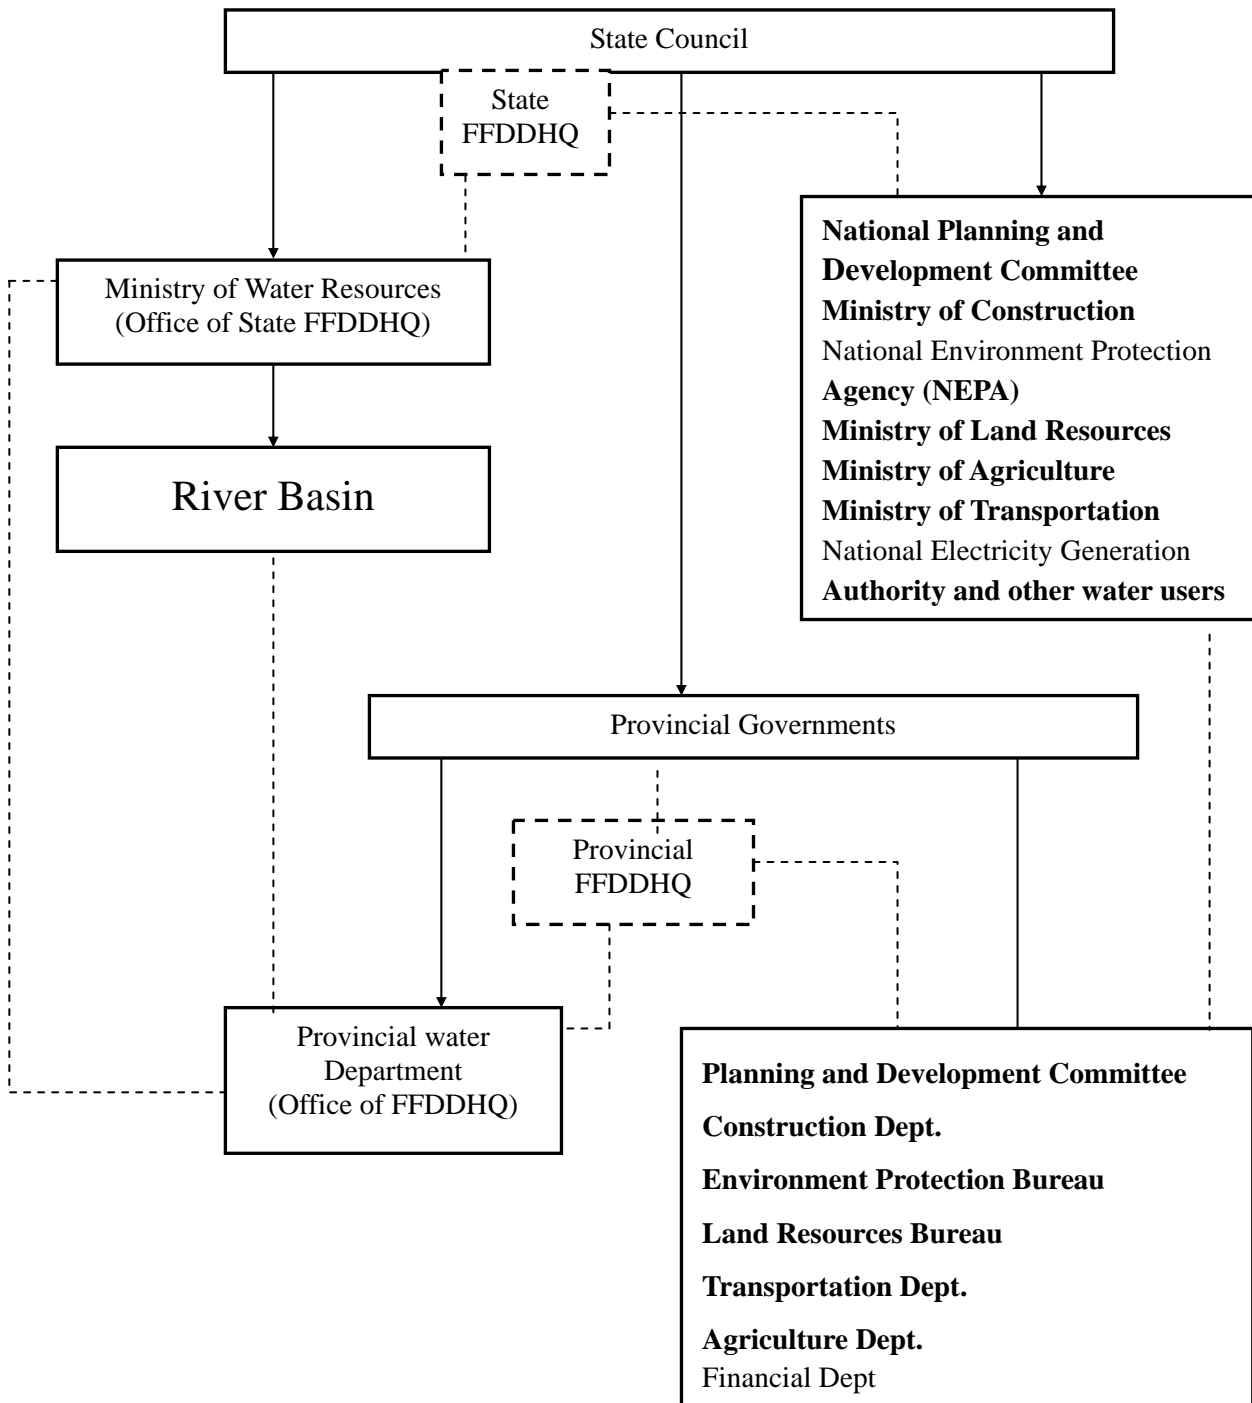 State Council
State
FFDDHQ
National Planning and
Development Committee
Ministry of Construction
National Environment Protection
Agency (NEPA)
Ministry of Land Resources
Ministry of Agriculture
Ministry of Transportation
National Electricity Generation
Authority and other water users
Ministry of Water Resources
(Office of State FFDDHQ)
River Basin
Provincial Governments
Provincial
FFDDHQ
Provincial water
Department
(Office of FFDDHQ)
Planning and Development Committee
Construction Dept.
Environment Protection Bureau
Land Resources Bureau
Transportation Dept.
Agriculture Dept.
Financial Dept